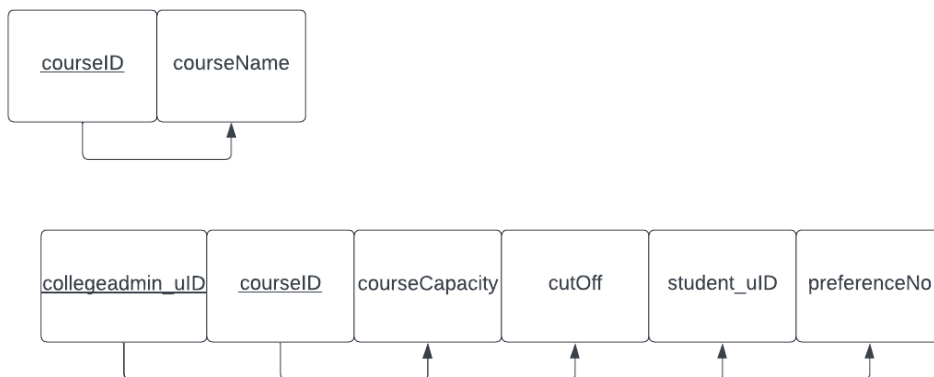 courseID courseName
collegeadmin_uID courseID courseCapacity cutOff student_uID preferenceNo